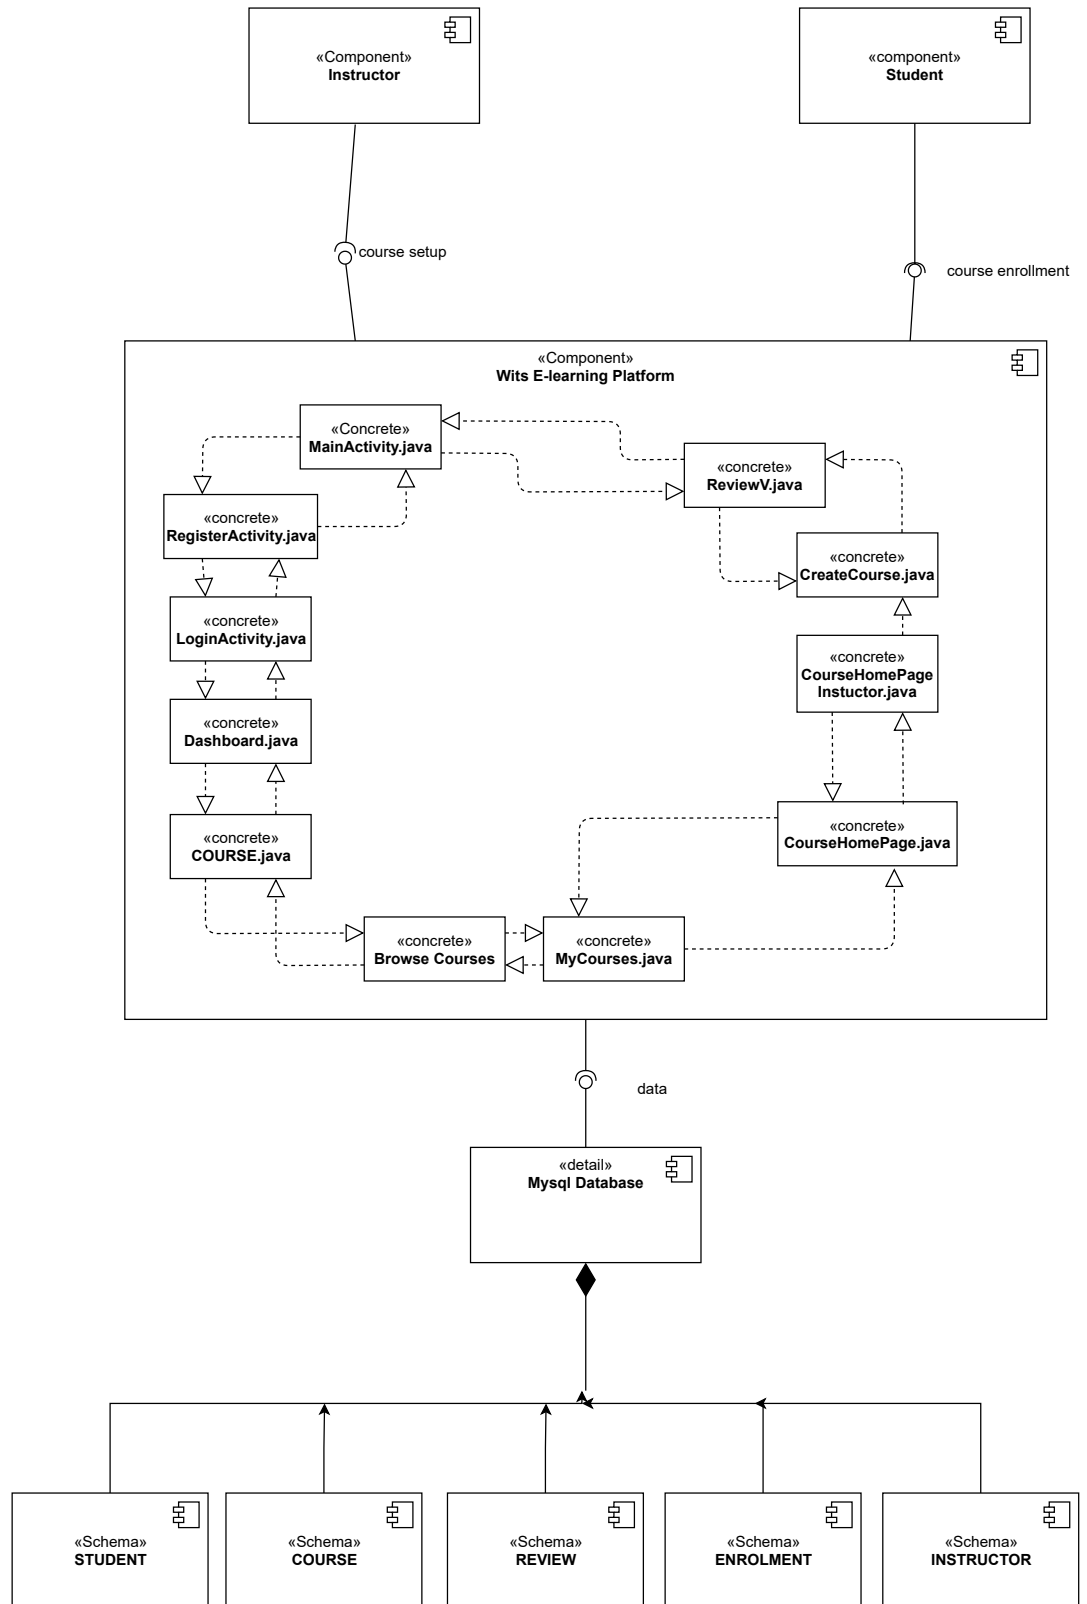 «Component»
Instructor
«component»
Student
course setup
course enrollment
«Component»
Wits E-learning Platform
«Concrete»
MainActivity.java
«concrete»
ReviewV.java
«concrete»
RegisterActivity.java
«concrete»
CreateCourse.java
«concrete»
LoginActivity.java
«concrete»
CourseHomePage
Instuctor.java
«concrete»
Dashboard.java
«concrete»
COURSE.java
«concrete»
CourseHomePage.java
«concrete»
Browse Courses
«concrete»
MyCourses.java
data
«detail»
Mysql Database
«Schema»
STUDENT
«Schema»
COURSE
«Schema»
REVIEW
«Schema»
ENROLMENT
«Schema»
INSTRUCTOR